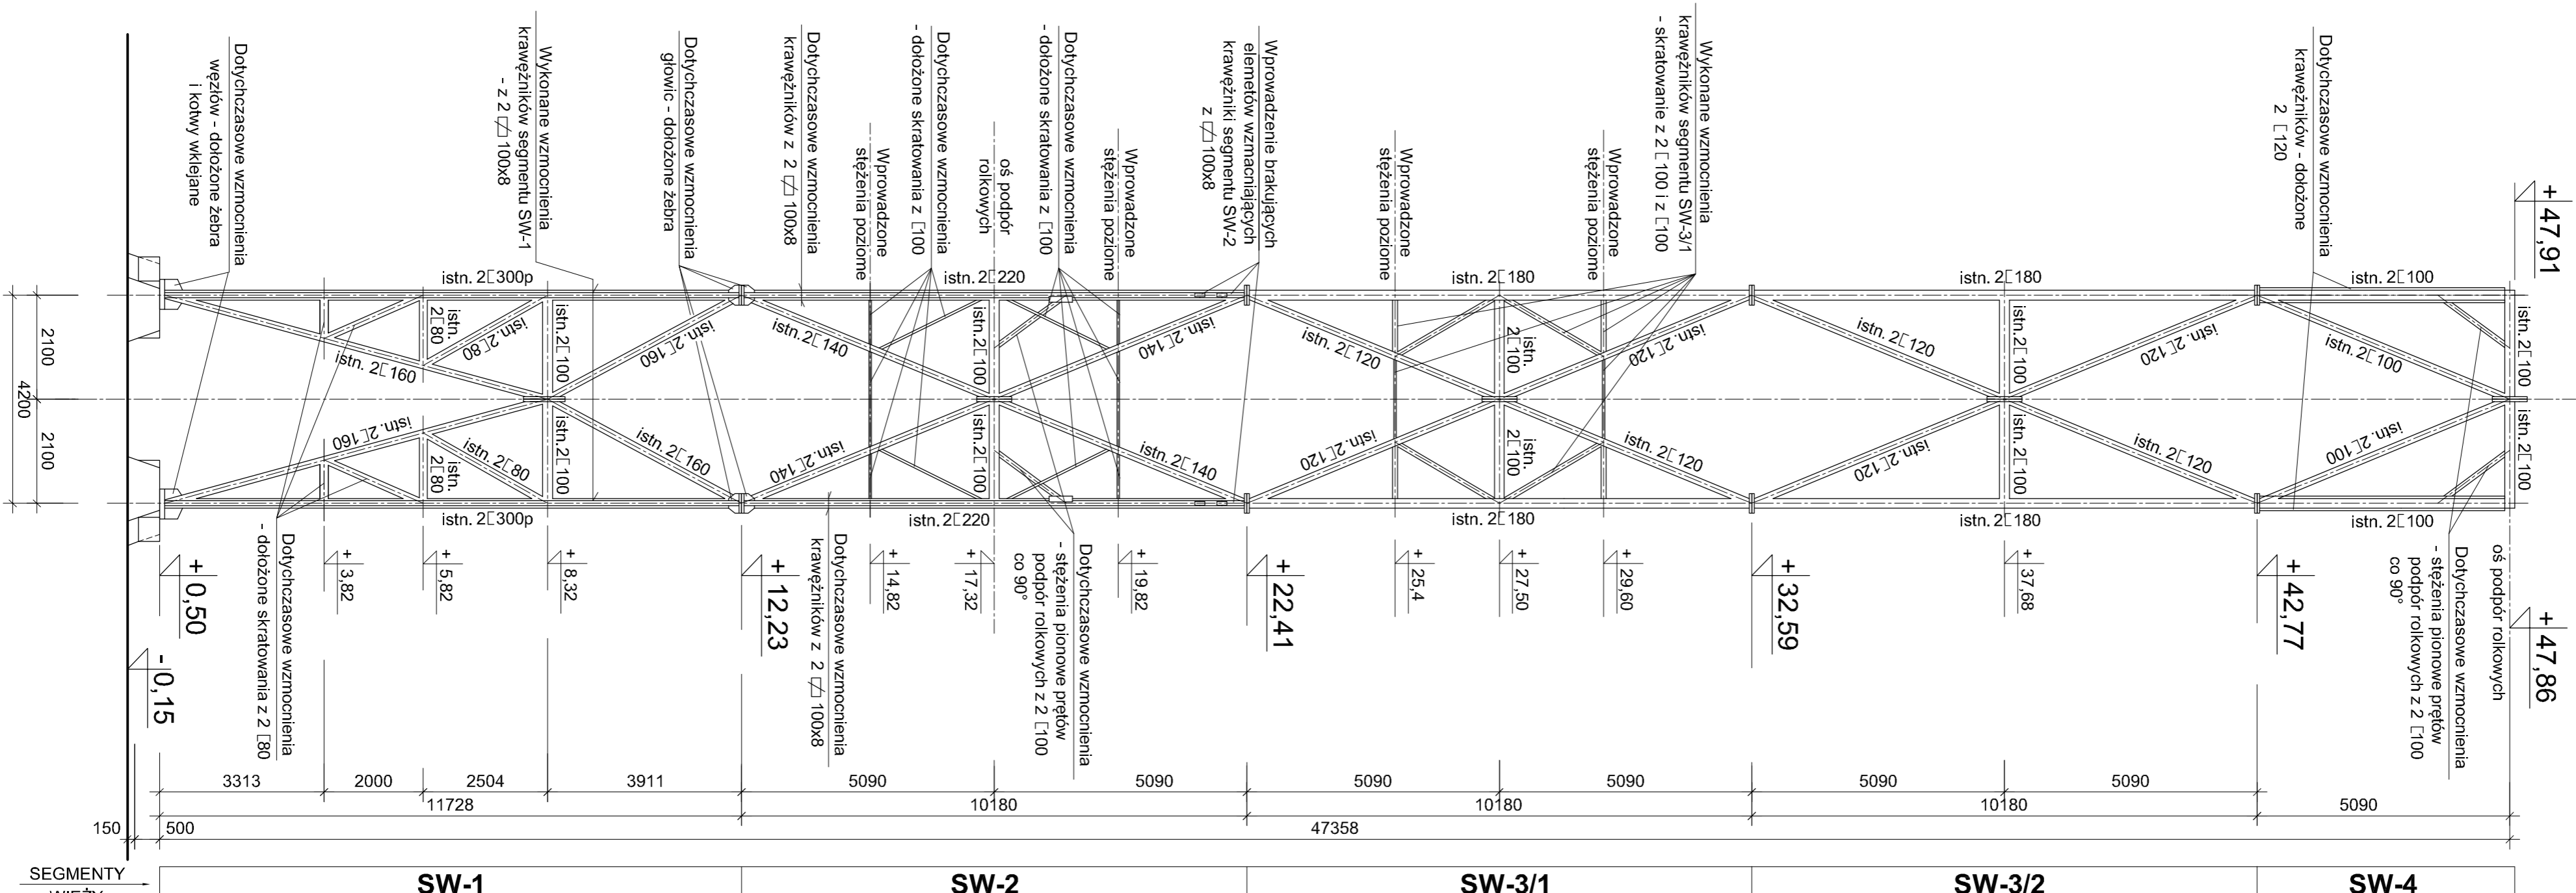 Dotychczasowe wzmocnienia
węzłów - dołożone żebra
i kotwy wklejane
Wykonane wzmocnienia
krawężników segmentu SW-1
- z 2 100x8
Dotychczasowe wzmocnienia
głowic - dołożone żebra
Dotychczasowe wzmocnienia
krawężników z 2 100x8
Wprowadzone
stężenia poziome
Dotychczasowe wzmocnienia
- dołożone skratowania z [100
oś podpór
rolkowych
Dotychczasowe wzmocnienia
- dołożone skratowania z [100
Wprowadzone
stężenia poziome
Wprowadzenie brakujących
elemetów wzmacniających
krawężniki segmentu SW-2
z 100x8
Wprowadzone
stężenia poziome
Wprowadzone
stężenia poziome
Wykonane wzmocnienia
krawężników segmentu SW-3/1
- skratowanie z 2 [100 i z [100
Dotychczasowe wzmocnienia
krawężników - dołożone
2 [120
+47,91
istn. 2[300p
istn. 2[220
istn. 2[180
istn. 2[180
istn. 2[100
istn. 2[160
istn.
2[80
istn. 2[80
istn. 2[100
istn. 2[160
istn. 2[140
istn. 2[100
istn. 2[140
istn. 2[120
istn.
2[100
istn. 2[120
istn. 2[120
istn. 2[100
istn. 2[120
istn. 2[100
istn. 2[100
istn. 2[160
istn.
2[80
istn. 2[80
istn. 2[100
istn. 2[160
istn. 2[140
istn. 2[100
istn. 2[140
istn. 2[120
istn.
2[100
istn. 2[120
istn. 2[120
istn. 2[100
istn. 2[120
istn. 2[100
istn. 2[100
istn. 2[300p
istn. 2[220
istn. 2[180
istn. 2[180
istn. 2[100
2100
2100
4200
+0,50
-0,15
+3,82
+5,82
+8,32
+12,23
+14,82
+17,32
+19,82
+22,41
+25,4
+27,50
+29,60
+32,59
+37,68
+42,77
+47,86
Dotychczasowe wzmocnienia
- dołożone skratowania z 2 [80
Dotychczasowe wzmocnienia
krawężników z 2 100x8
Dotychczasowe wzmocnienia
- stężenia pionowe prętów
podpór rolkowych z 2 [100
co 90°
oś podpór rolkowych
Dotychczasowe wzmocnienia
- stężenia pionowe prętów
podpór rolkowych z 2 [100
co 90°
3313 2000 2504 3911 5090 5090 5090 5090 5090 5090
11728 10180 10180 10180 5090
150 500 47358
SEGMENTY
WIEŻY
SW-1 SW-2 SW-3/1 SW-3/2 SW-4